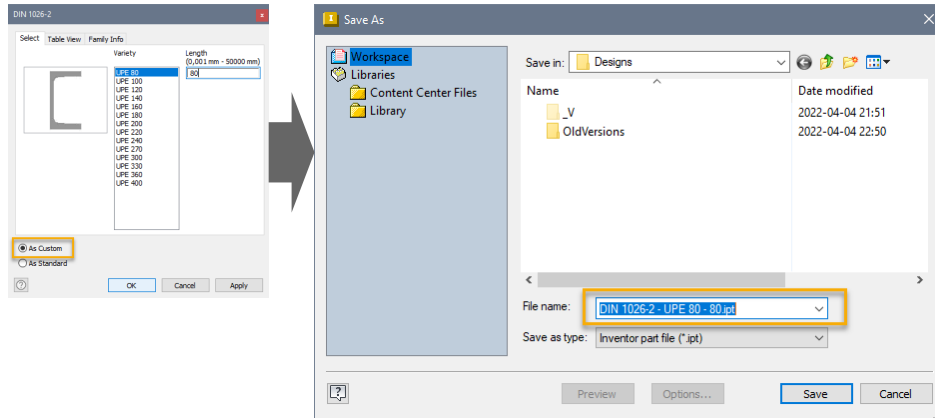 DIN 1026-2
x
Select Table View Family Info
Variety
Length
(0,001 mm - 50000 mm)
UPE 80
80
UPE 100
UPE 120
UPE 140
UPE 160
UPE 180
UPE 200
UPE 220
UPE 240
UPE 270
UPE 300
UPE 330
UPE 360
UPE 400
As Custom
As Standard
?
OK Cancel Apply
I Save As
Workspace
Libraries
Content Center Files
Library
Save in: Designs
Name Date modified
_V 2022-04-04 21:51
OldVersions 2022-04-04 22:50
File name: DIN 1026-2 - UPE 80 - 80.ipt
Save as type: Inventor part file (*.ipt)
?
Preview Options... Save Cancel